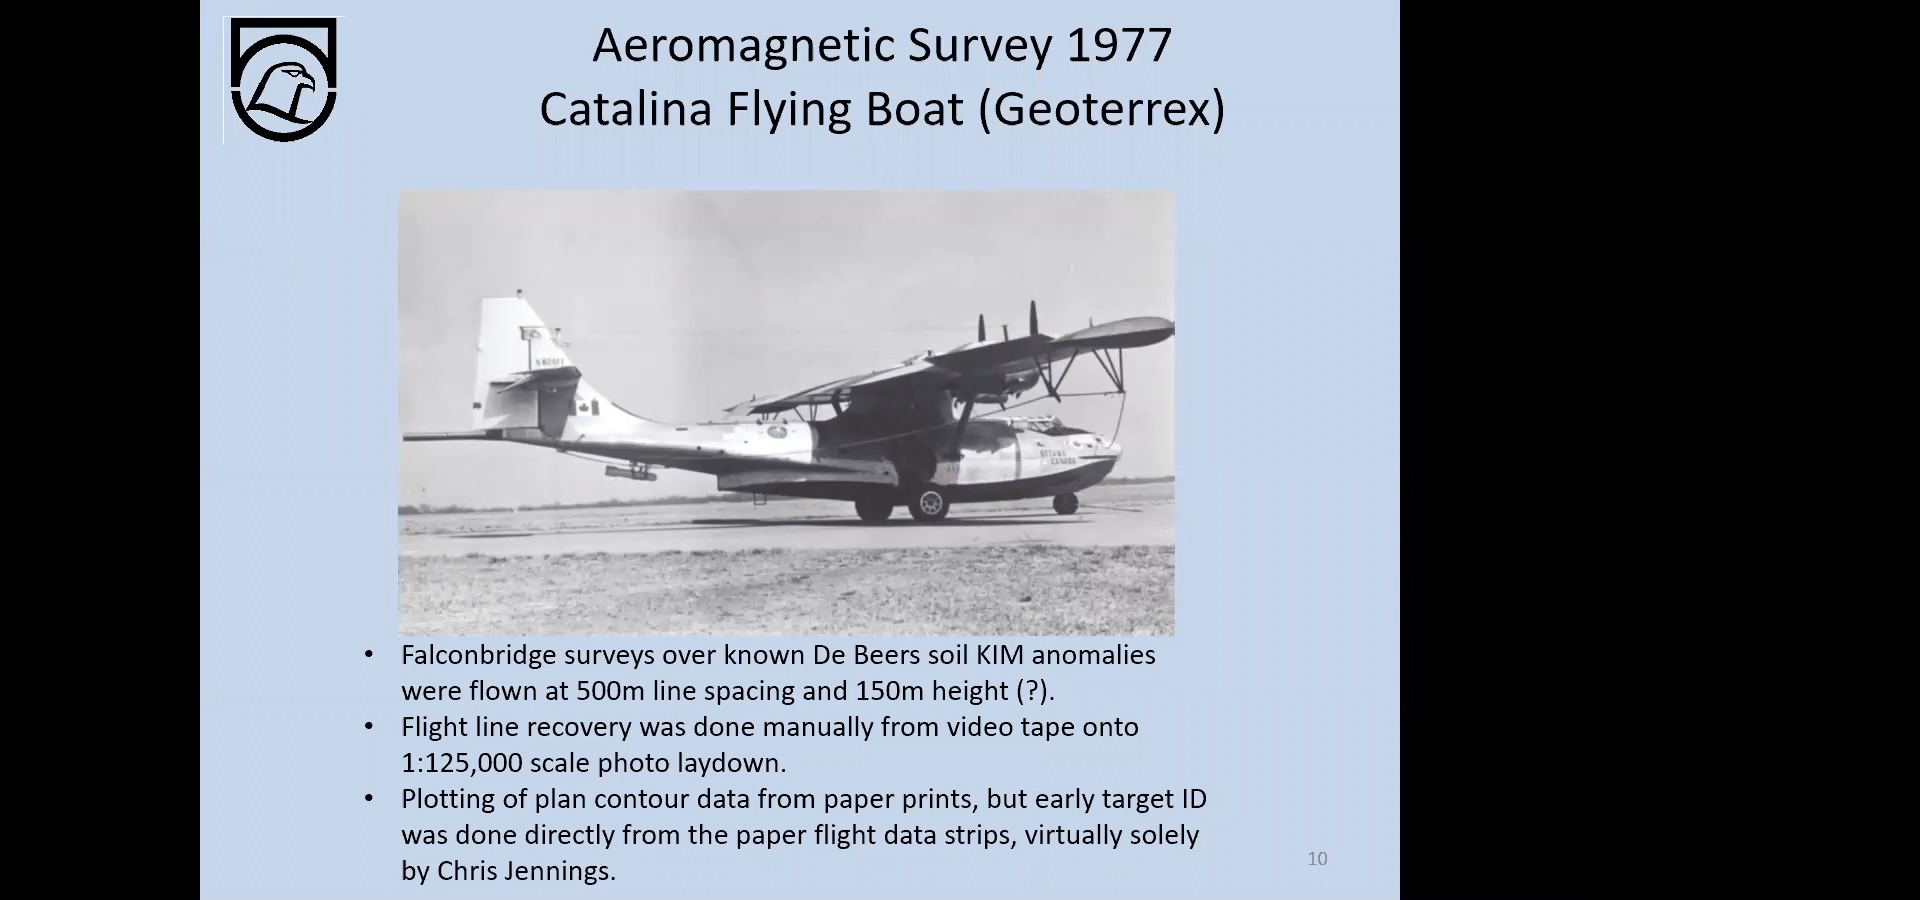 Aeromagnetic Survey 1977
Catalina Flying Boat (Geoterrex)
OTTAWA
CANADA
• Falconbridge surveys over known De Beers soil KIM anomalies
were flown at 500m line spacing and 150m height (?).
• Flight line recovery was done manually from video tape onto
1:125,000 scale photo laydown.
• Plotting of plan contour data from paper prints, but early target ID
was done directly from the paper flight data strips, virtually solely
by Chris Jennings.
10